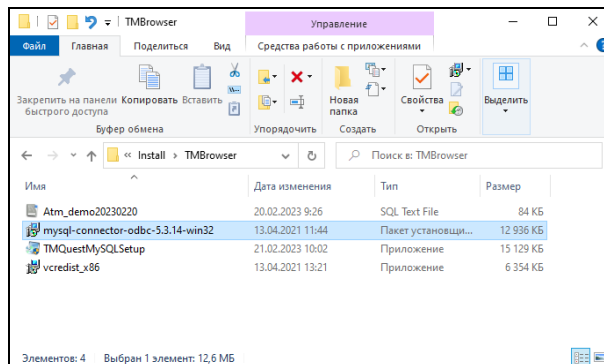 TMBrowser
Управление
Файл Главная Поделиться Вид Средства работы с приложениями
Закрепить на панели быстрого доступа
Копировать
Вставить
Новая папка
Свойства
Выделить
Буфер обмена Упорядочить Создать Открыть
« Install > TMBrowser
Поиск в: TMBrowser
Имя Дата изменения Тип Размер
Atm_demo20230220 20.02.2023 9:26 SQL Text File 84 КБ
mysql-connector-odbc-5.3.14-win32 13.04.2021 11:44 Пакет установщи... 12 936 КБ
TMQuestMySQLSetup 21.02.2023 10:02 Приложение 15 129 КБ
vcredist_x86 13.04.2021 13:21 Приложение 6 354 КБ
Элементов: 4 Выбран 1 элемент: 12,6 МБ